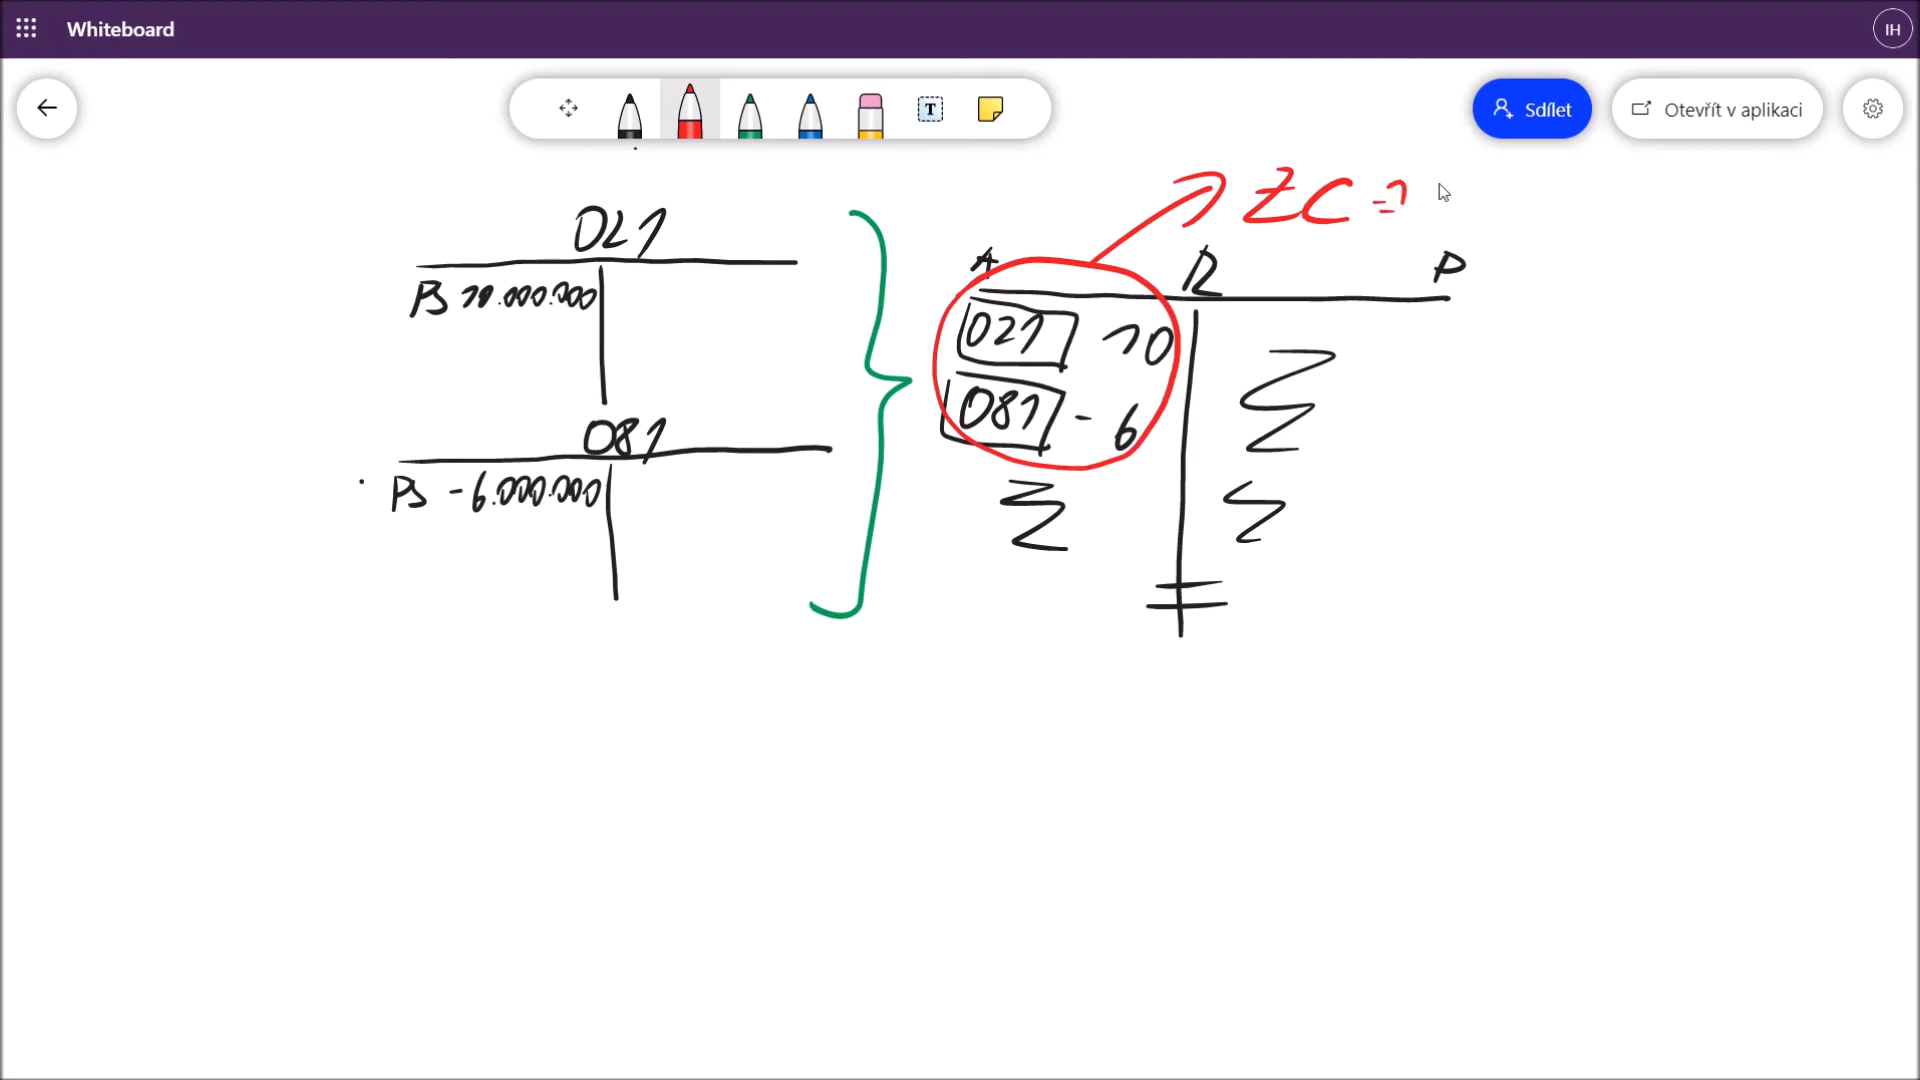 Whiteboard
IH
T
Sdílet
Otevřít v aplikaci
ZC = 1
021
A R P
PS 10.000.000
021 10
081 - 6
081
PS - 6.000.000